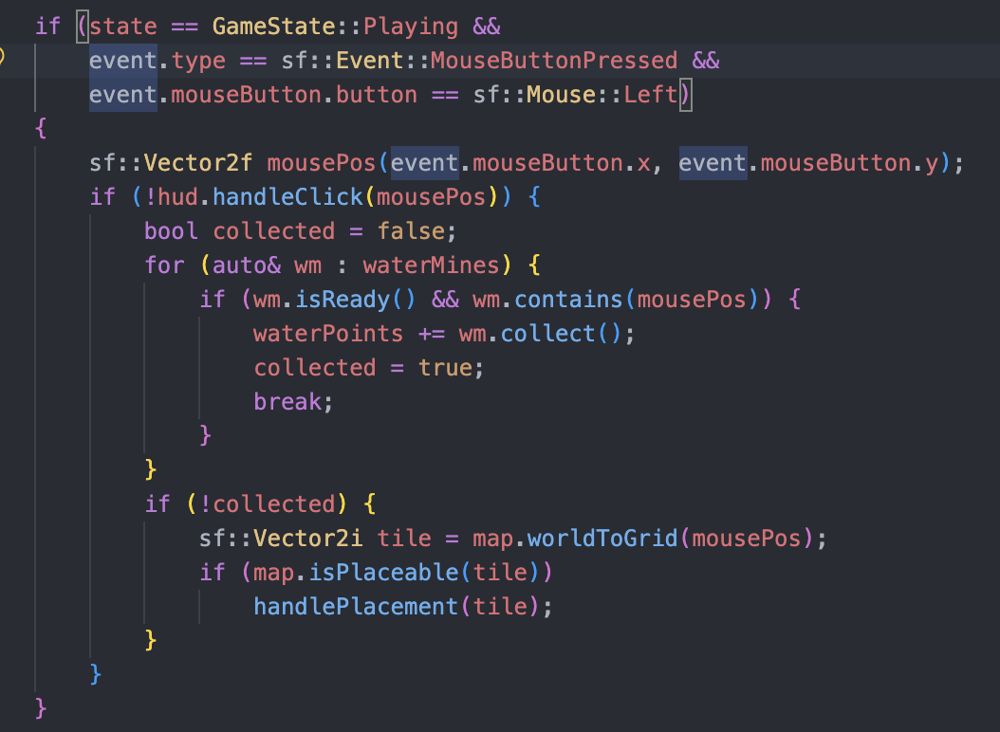 if (state == GameState::Playing &&
    event.type == sf::Event::MouseButtonPressed &&
    event.mouseButton.button == sf::Mouse::Left)
{
    sf::Vector2f mousePos(event.mouseButton.x, event.mouseButton.y);
    if (!hud.handleClick(mousePos)) {
        bool collected = false;
        for (auto& wm : waterMines) {
            if (wm.isReady() && wm.contains(mousePos)) {
                waterPoints += wm.collect();
                collected = true;
                break;
            }
        }
        if (!collected) {
            sf::Vector2i tile = map.worldToGrid(mousePos);
            if (map.isPlaceable(tile))
                handlePlacement(tile);
        }
    }
}